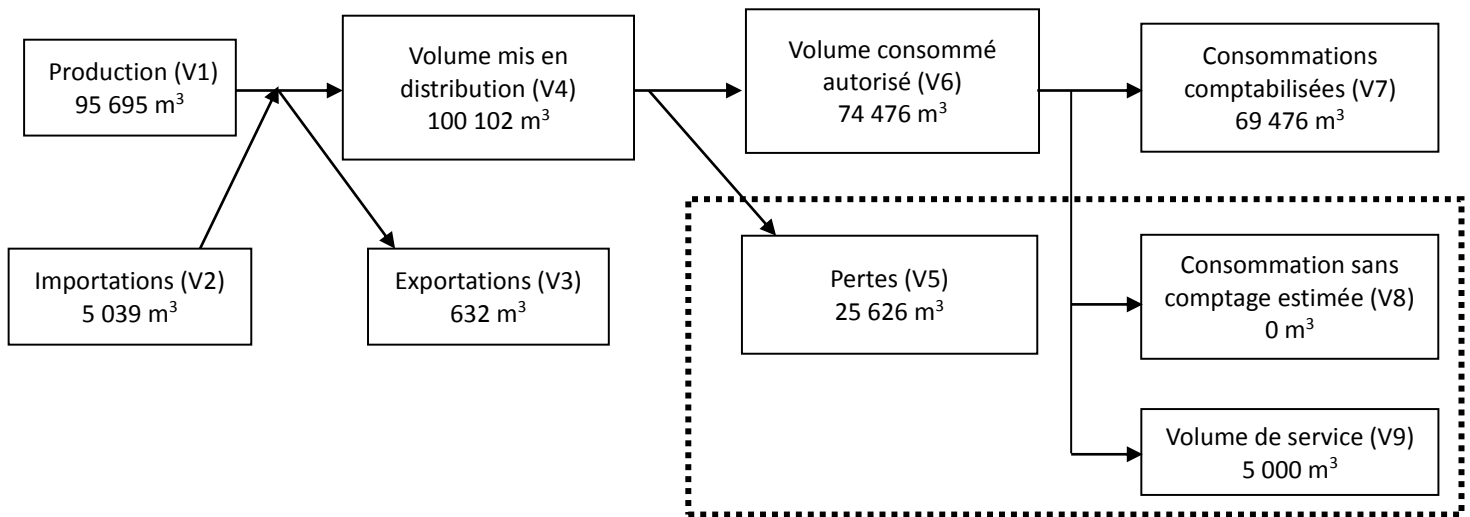 Production (V1)
95 695 m³
Volume mis en
distribution (V4)
100 102 m³
Volume consommé
autorisé (V6)
74 476 m³
Consommations
comptabilisées (V7)
69 476 m³
Importations (V2)
5 039 m³
Exportations (V3)
632 m³
Pertes (V5)
25 626 m³
Consommation sans
comptage estimée (V8)
0 m³
Volume de service (V9)
5 000 m³